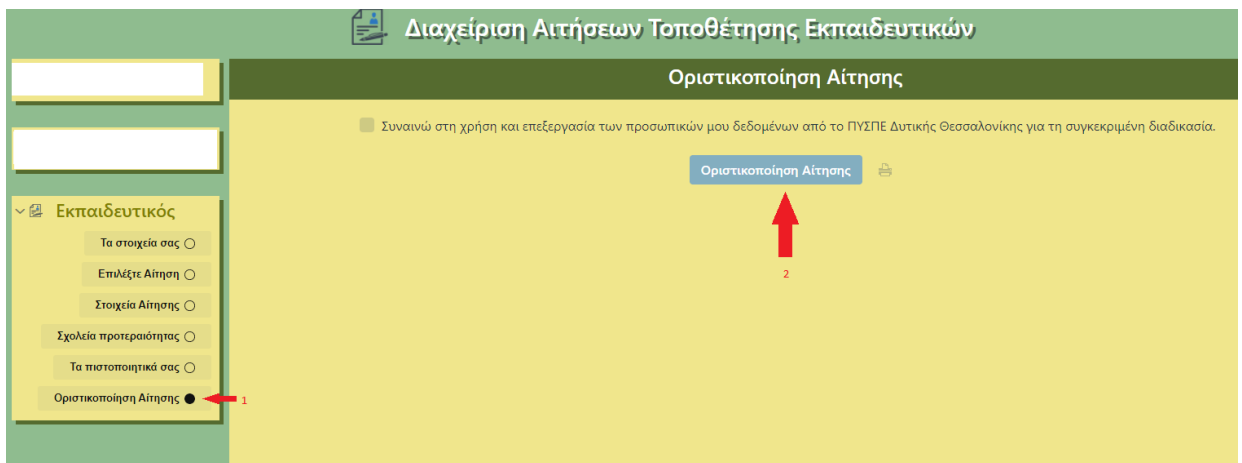 Διαχείριση Αιτήσεων Τοποθέτησης Εκπαιδευτικών
Οριστικοποίηση Αίτησης
Συναινώ στη χρήση και επεξεργασία των προσωπικών μου δεδομένων από το ΠΥΣΠΕ Δυτικής Θεσσαλονίκης για τη συγκεκριμένη διαδικασία.
Οριστικοποίηση Αίτησης
2
Εκπαιδευτικός
Τα στοιχεία σας
Επιλέξτε Αίτηση
Στοιχεία Αίτησης
Σχολεία προτεραιότητας
Τα πιστοποιητικά σας
Οριστικοποίηση Αίτησης
1